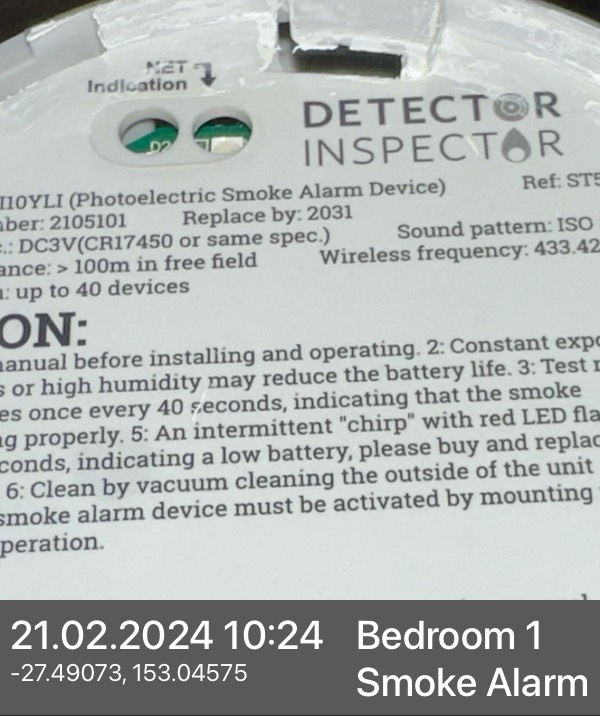 NET
Indication
DETECTOR
INSPECTOR
I10YLI (Photoelectric Smoke Alarm Device)
Ref: ST5
ber: 2105101 Replace by: 2031
.: DC3V(CR17450 or same spec.)
Sound pattern: ISO
ance: > 100m in free field
Wireless frequency: 433.42
: up to 40 devices
ON:
anual before installing and operating. 2: Constant expo
s or high humidity may reduce the battery life. 3: Test
es once every 40 seconds, indicating that the smoke
g properly. 5: An intermittent "chirp" with red LED fla
conds, indicating a low battery, please buy and replac
6: Clean by vacuum cleaning the outside of the unit
smoke alarm device must be activated by mounting
peration.
21.02.2024 10:24
-27.49073, 153.04575
Bedroom 1
Smoke Alarm